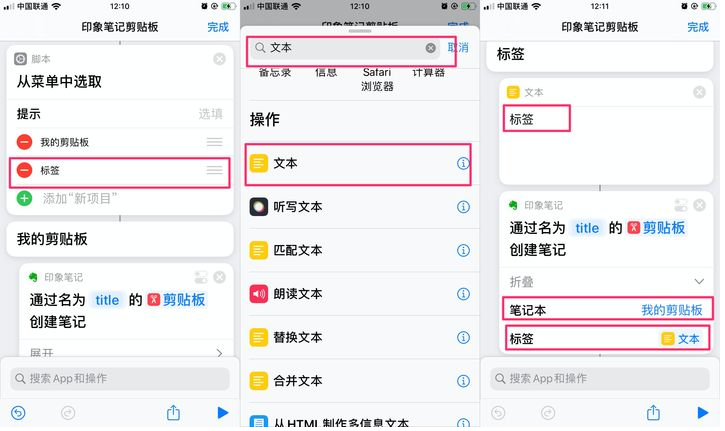 中国联通
12:10
印象笔记剪贴板
完成
脚本
从菜单中选取
提示
选填
我的剪贴板
标签
添加“新项目”
我的剪贴板
印象笔记
通过名为 title 的 剪贴板
创建笔记
展开
搜索 App和操作
中国联通
12:10
印象笔记剪贴板
完成
文本
取消
备忘录
信息
Safari
浏览器
计算器
操作
文本
听写文本
匹配文本
朗读文本
替换文本
合并文本
从 HTML 制作多信息文本
中国联通
12:11
印象笔记剪贴板
完成
标签
文本
标签
印象笔记
通过名为 title 的 剪贴板
创建笔记
折叠
笔记本
我的剪贴板
标签
文本
搜索 App和操作